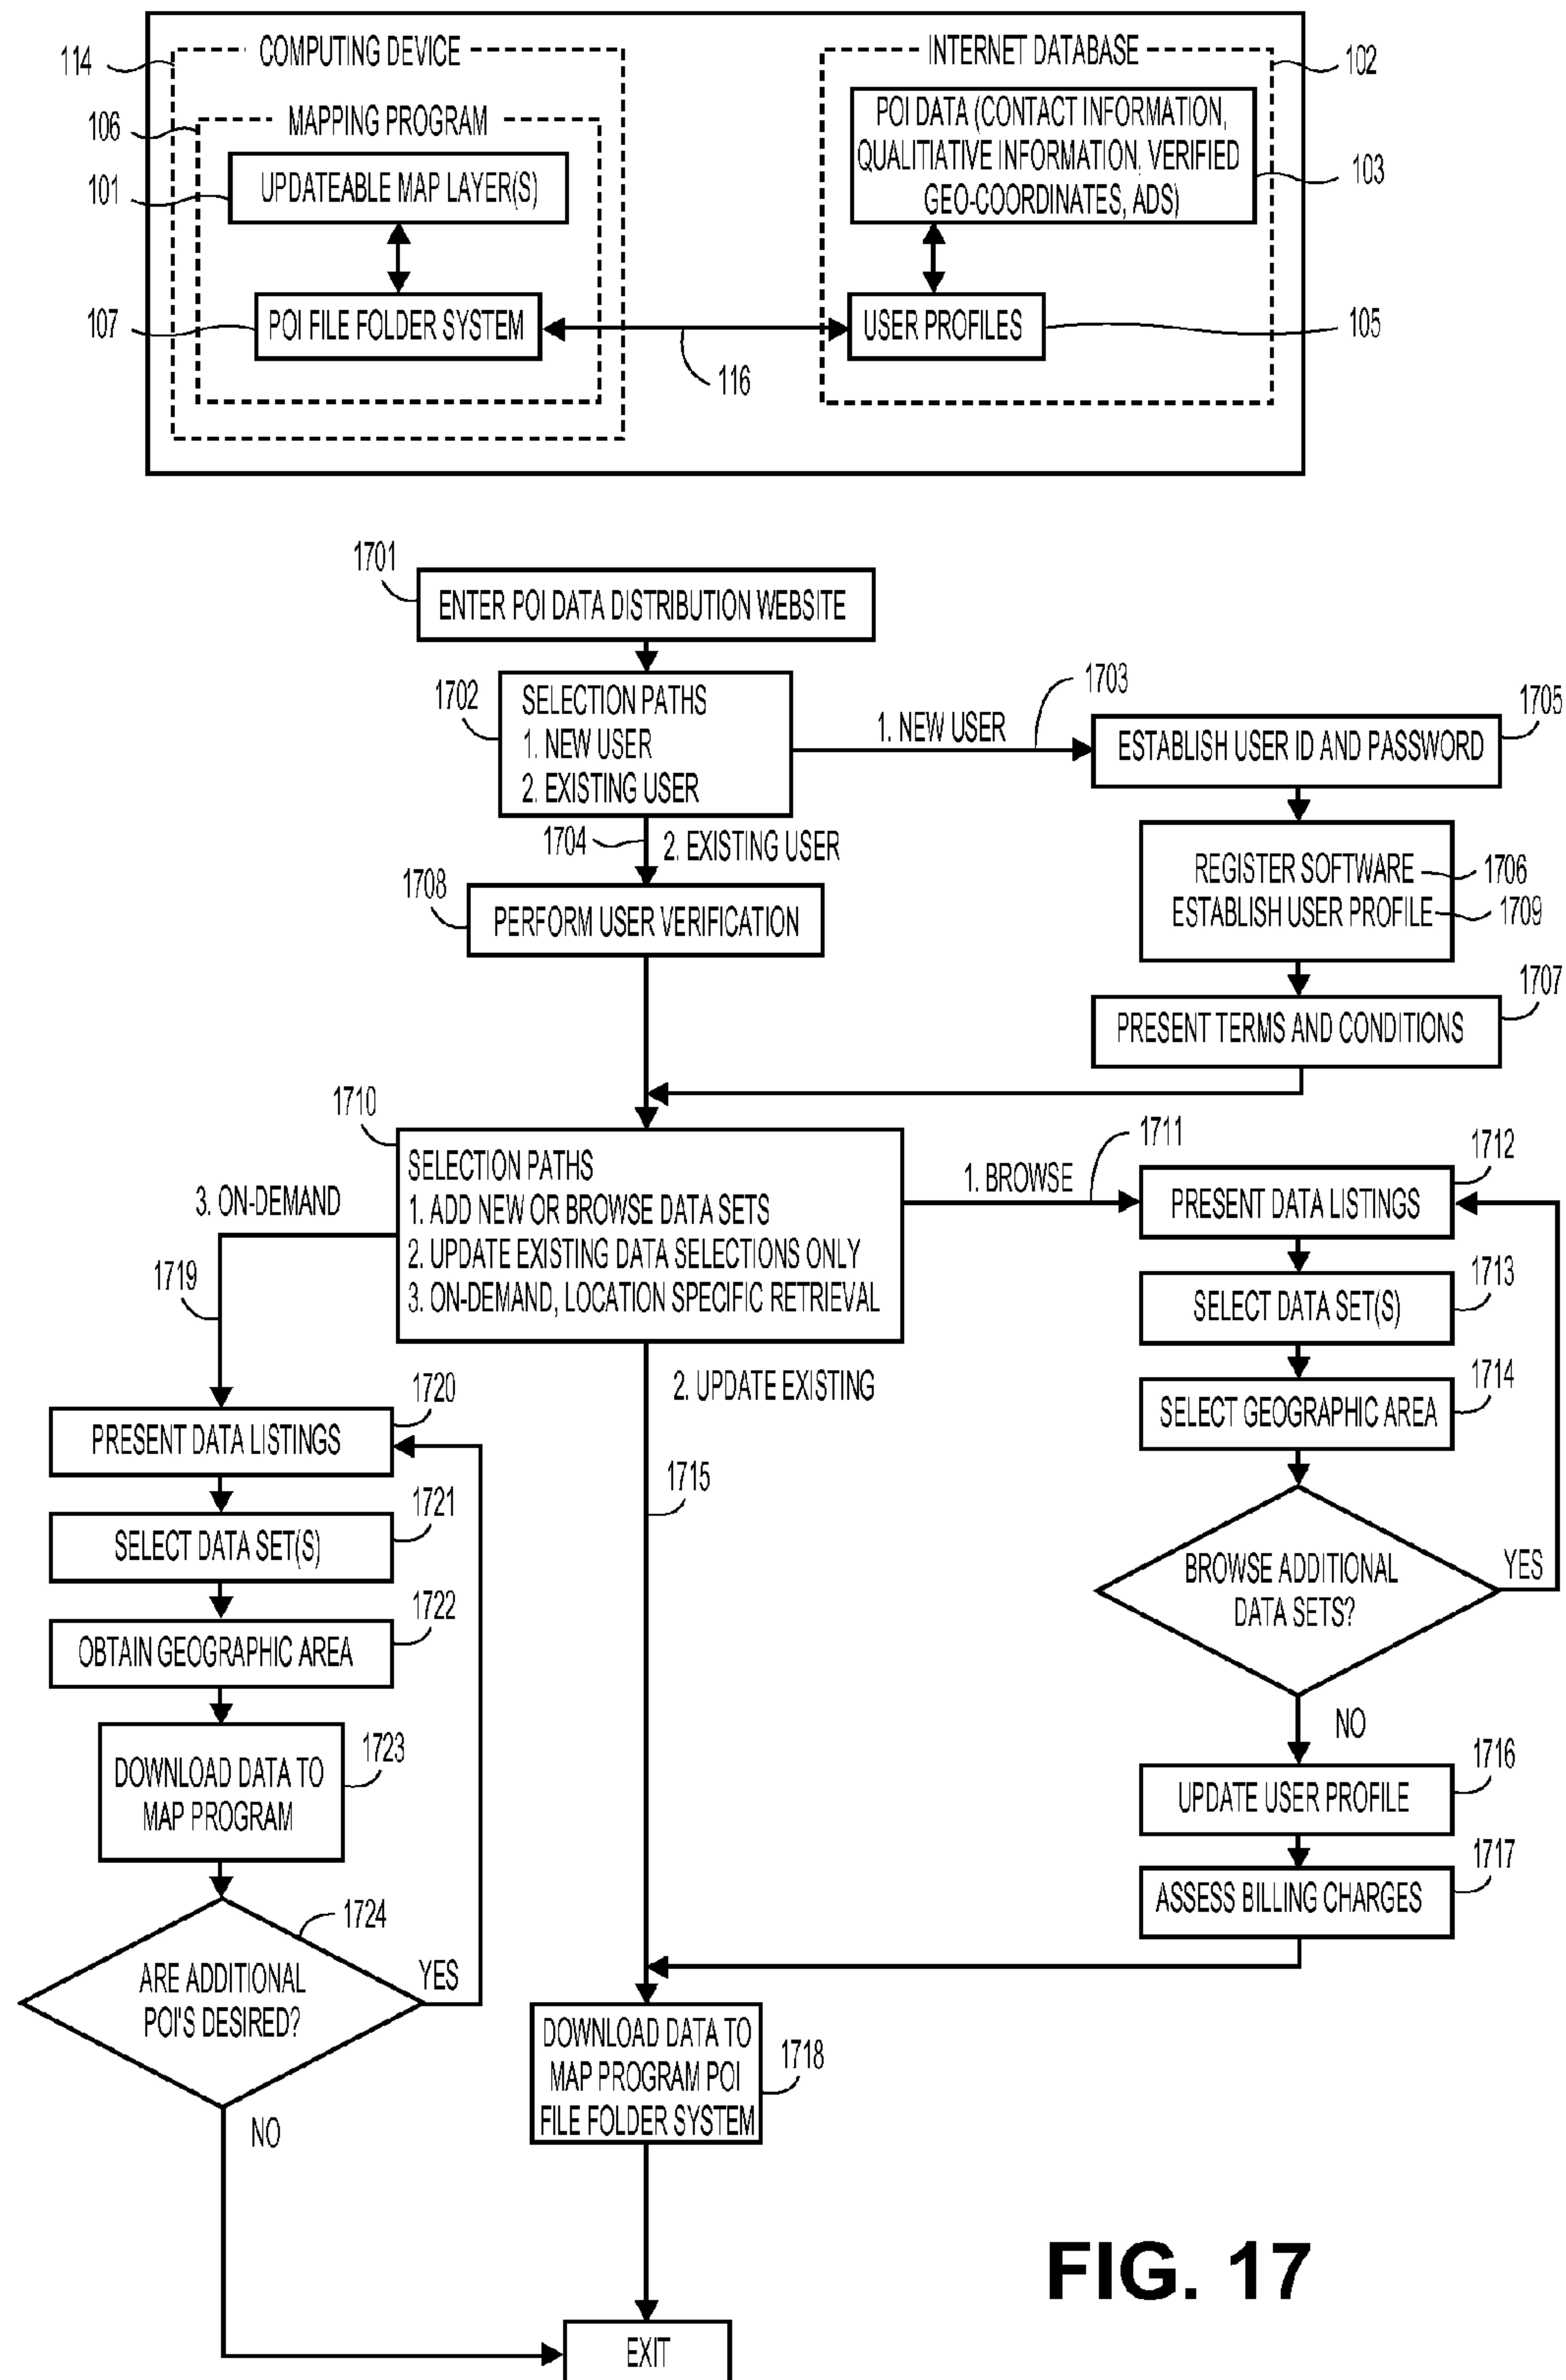 COMPUTING DEVICE
INTERNET DATABASE
114
102
MAPPING PROGRAM
106
POI DATA (CONTACT INFORMATION,
QUALITIATIVE INFORMATION, VERIFIED
GEO-COORDINATES, ADS)
103
101
UPDATEABLE MAP LAYER(S)
107
POI FILE FOLDER SYSTEM
USER PROFILES
105
116
1701
ENTER POI DATA DISTRIBUTION WEBSITE
1702
SELECTION PATHS
1. NEW USER
2. EXISTING USER
1703
1. NEW USER
1705
ESTABLISH USER ID AND PASSWORD
1704
2. EXISTING USER
REGISTER SOFTWARE
1706
ESTABLISH USER PROFILE
1709
1708
PERFORM USER VERIFICATION
1707
PRESENT TERMS AND CONDITIONS
1710
SELECTION PATHS
1. ADD NEW OR BROWSE DATA SETS
2. UPDATE EXISTING DATA SELECTIONS ONLY
3. ON-DEMAND, LOCATION SPECIFIC RETRIEVAL
1711
1. BROWSE
1712
PRESENT DATA LISTINGS
3. ON-DEMAND
1719
1713
SELECT DATA SET(S)
2. UPDATE EXISTING
1714
SELECT GEOGRAPHIC AREA
1720
PRESENT DATA LISTINGS
1715
1721
SELECT DATA SET(S)
BROWSE ADDITIONAL
DATA SETS?
YES
1722
OBTAIN GEOGRAPHIC AREA
NO
1723
DOWNLOAD DATA TO
MAP PROGRAM
1716
UPDATE USER PROFILE
1717
ASSESS BILLING CHARGES
1724
ARE ADDITIONAL
POI'S DESIRED?
YES
NO
DOWNLOAD DATA TO
MAP PROGRAM POI
FILE FOLDER SYSTEM
1718
FIG. 17
EXIT